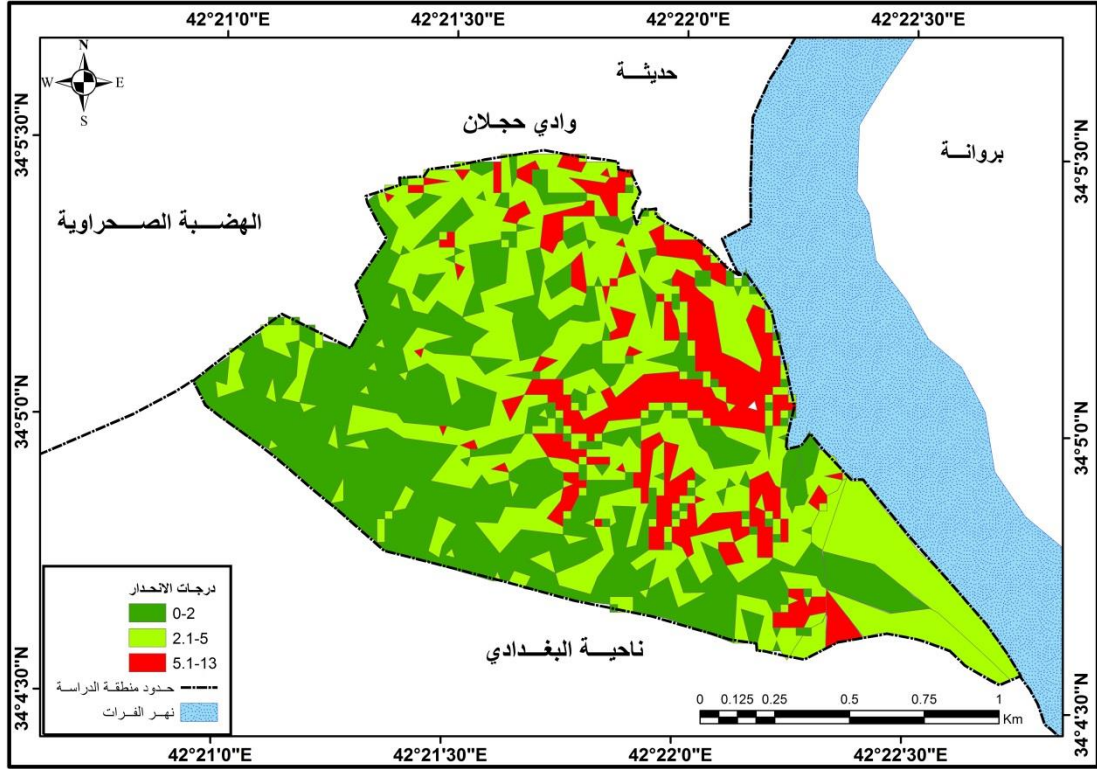 42°21'0"E 42°21'30"E 42°22'0"E 42°22'30"E
N
W E
S
حديثة
وادي حجلان
بروانة
الهضبة الصحراوية
34°5'30"N 34°5'30"N
34°5'0"N 34°5'0"N
34°4'30"N 34°4'30"N
ناحية البغدادي
درجات الانحدار
0-2
2.1-5
5.1-13
حدود منطقة الدراسة
نهر الفرات
0 0.125 0.25 0.5 0.75 1
Km
42°21'0"E 42°21'30"E 42°22'0"E 42°22'30"E